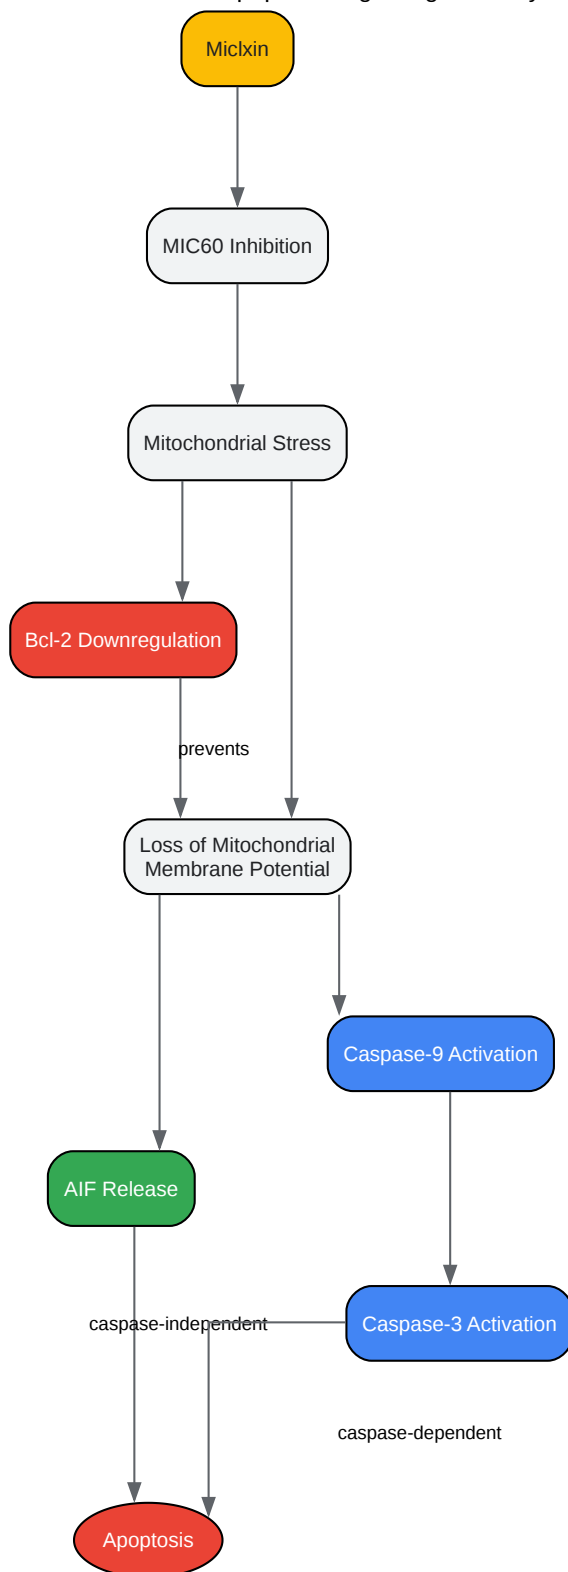 Miclxin
MIC60 Inhibition
Mitochondrial Stress
Bcl-2 Downregulation
prevents
Loss of Mitochondrial
Membrane Potential
Caspase-9 Activation
AIF Release
caspase-independent
Caspase-3 Activation
caspase-dependent
Apoptosis